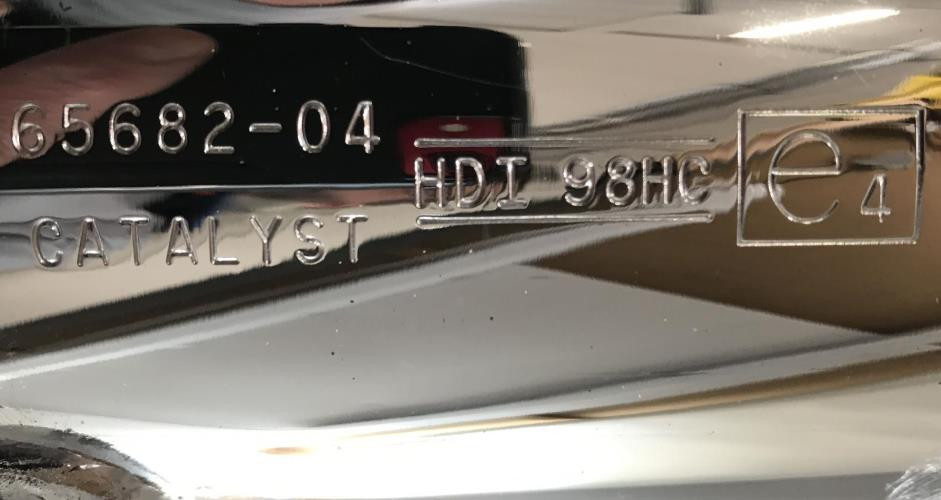 65682-04
HDI 98HC
e4
CATALYST